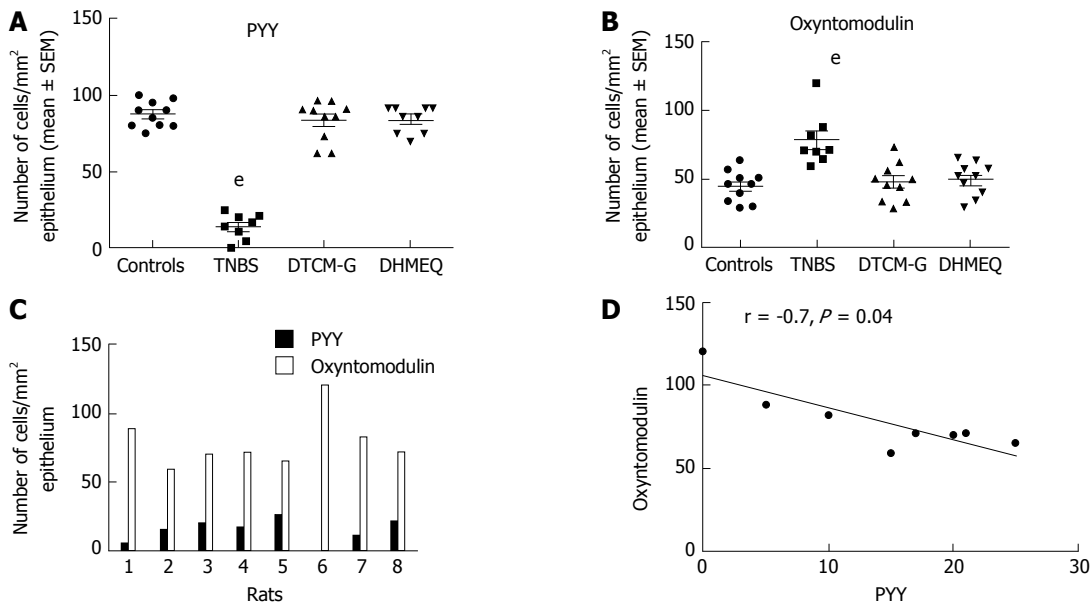 A
PYY
Number of cells/mm²
epithelium (mean ± SEM)
150
100
50
0
e
Controls TNBS DTCM-G DHMEQ
B
Oxyntomodulin
Number of cells/mm²
epithelium (mean ± SEM)
150
100
50
0
e
Controls TNBS DTCM-G DHMEQ
C
PYY
Oxyntomodulin
Number of cells/mm²
epithelium
150
100
50
0
1 2 3 4 5 6 7 8
Rats
D
r = -0.7, P = 0.04
Oxyntomodulin
150
100
50
0
0 10 20 30
PYY